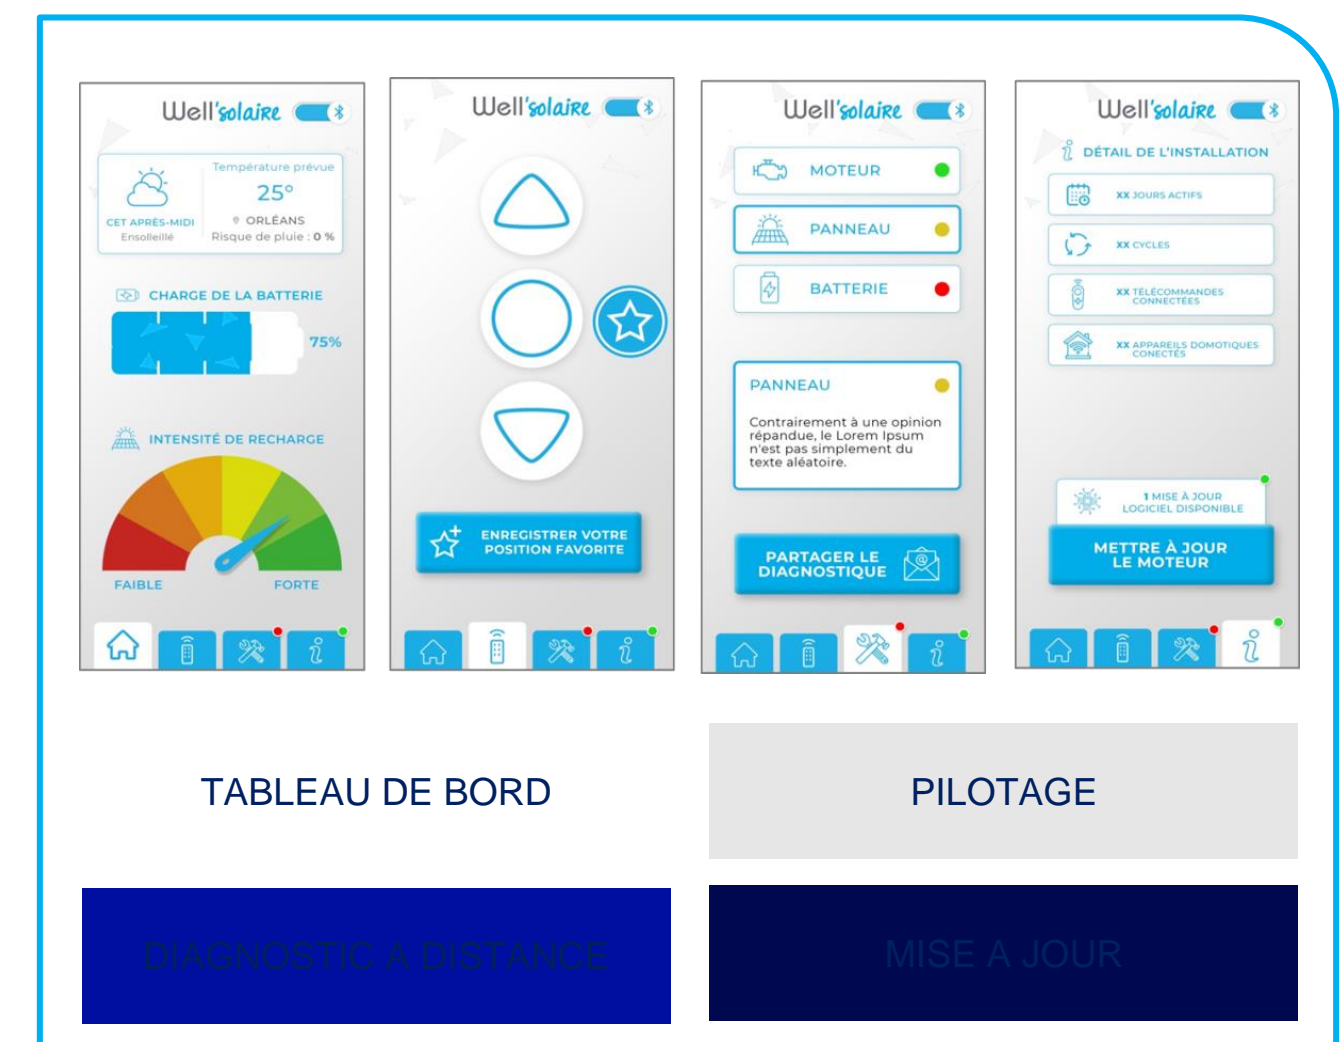 Well'solaire
Température prévue
25°
CET APRÈS-MIDI
Ensolleillé
ORLÉANS
Risque de pluie : 0 %
CHARGE DE LA BATTERIE
75%
INTENSITÉ DE RECHARGE
FAIBLE
FORTE
Well'solaire
ENREGISTRER VOTRE
POSITION FAVORITE
Well'solaire
MOTEUR
PANNEAU
BATTERIE
PANNEAU
Contrairement à une opinion
répandue, le Lorem Ipsum
n'est pas simplement du
texte aléatoire.
PARTAGER LE
DIAGNOSTIQUE
Well'solaire
DÉTAIL DE L'INSTALLATION
XX JOURS ACTIFS
XX CYCLES
XX TÉLÉCOMMANDES
CONNECTÉES
XX APPAREILS DOMOTIQUES
CONECTÉS
1 MISE À JOUR
LOGICIEL DISPONIBLE
METTRE À JOUR
LE MOTEUR
TABLEAU DE BORD
PILOTAGE
DIAGNOSTIC A DISTANCE
MISE A JOUR